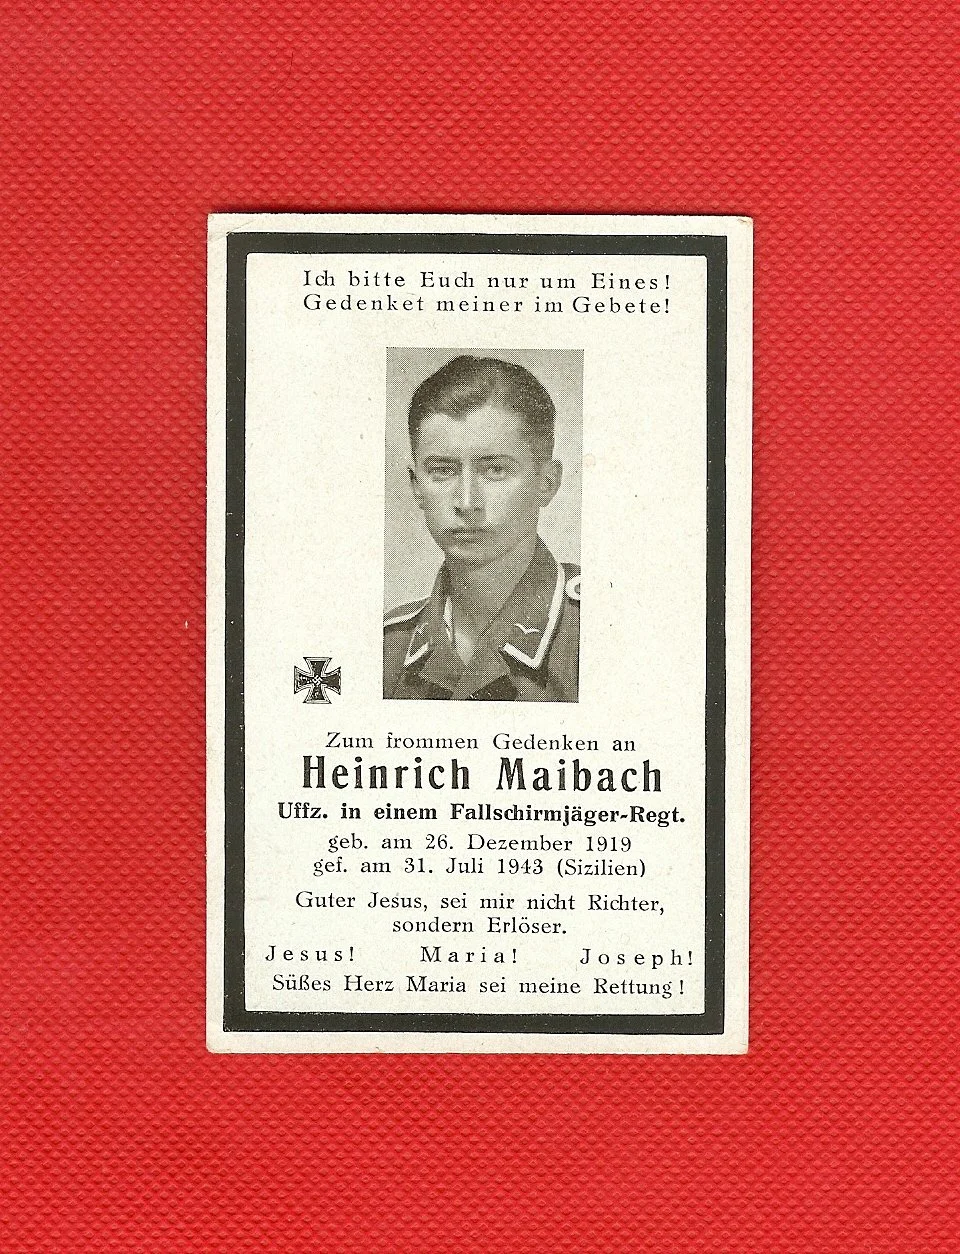 Ich bitte Euch nur um Eines!
Gedenket meiner im Gebete!
Zum frommen Gedenken an
Heinrich Maibach
Uffz. in einem Fallschirmjäger-Regt.
geb. am 26. Dezember 1919
gef. am 31. Juli 1943 (Sizilien)
Guter Jesus, sei mir nicht Richter,
sondern Erlöser.
Jesus! Maria! Joseph!
Süßes Herz Maria sei meine Rettung!